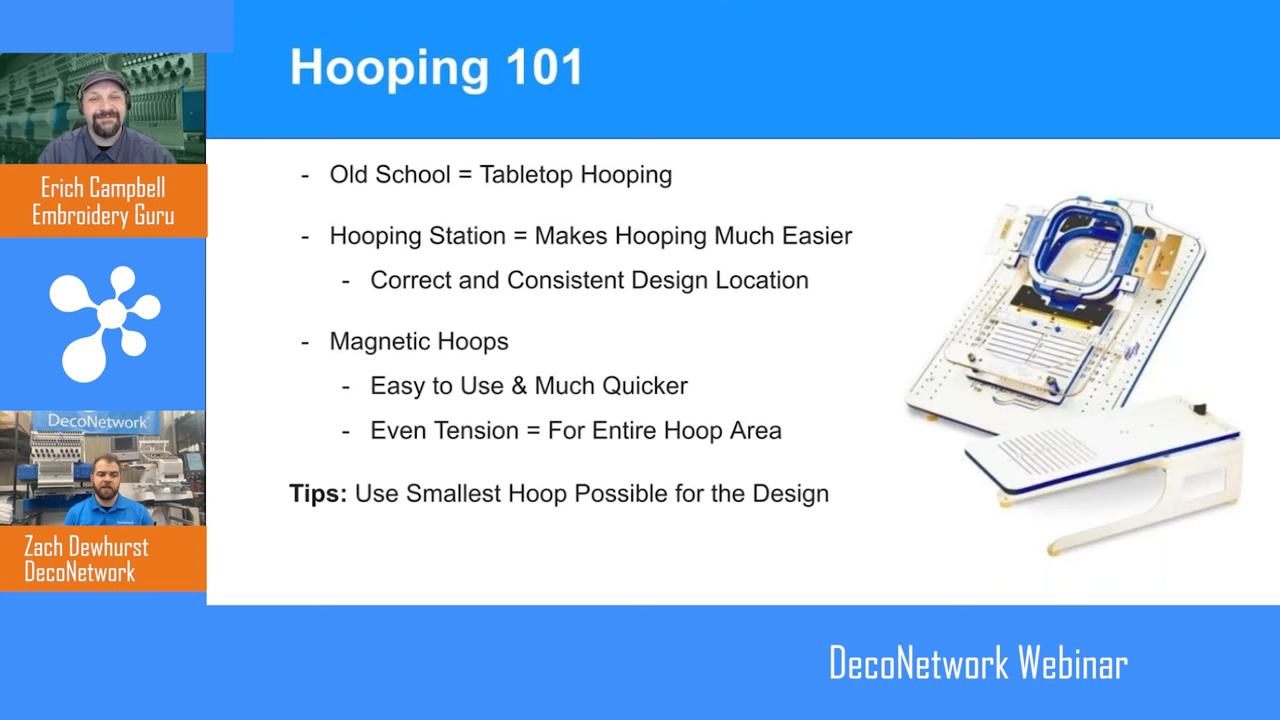 Hooping 101
Erich Campbell
Embroidery Guru
DecoNetwork
Zach Dewhurst
DecoNetwork
- Old School = Tabletop Hooping
- Hooping Station = Makes Hooping Much Easier
- Correct and Consistent Design Location
- Magnetic Hoops
- Easy to Use & Much Quicker
- Even Tension = For Entire Hoop Area
Tips: Use Smallest Hoop Possible for the Design
DecoNetwork Webinar